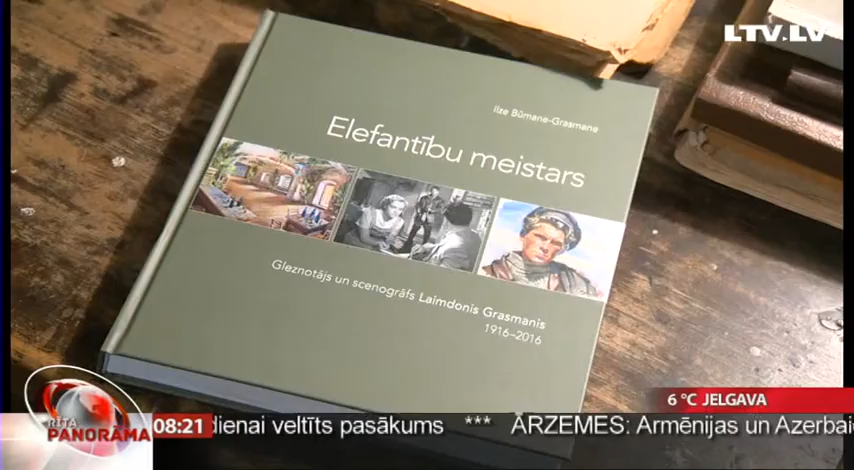 LTV.LV
Ilze Būmane-Grasmane
Elefantību meistars
Gleznotājs un scenogrāfs Laimdonis Grasmanis
1916–2016
6 °C JELGAVA
RĪTA
PANORĀMA
08:21 dienai veltīts pasākums *** ĀRZEMES: Armēnijas un Azerbai